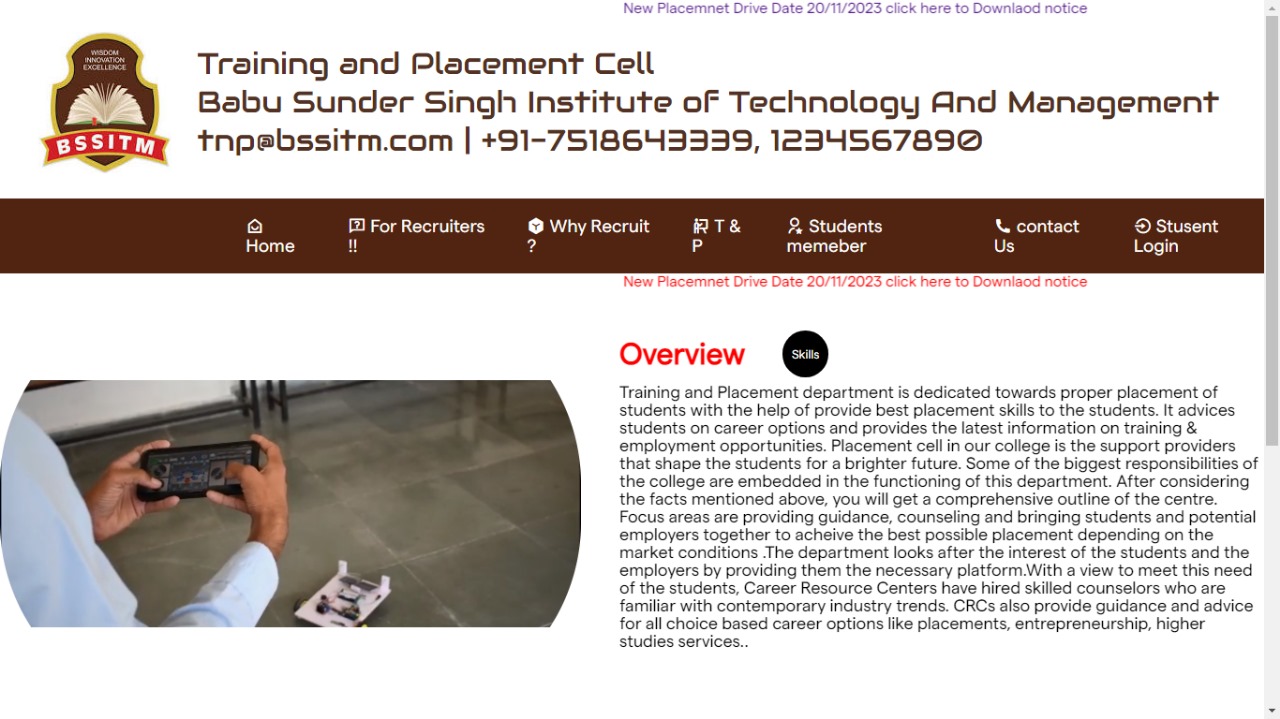 New Placemnet Drive Date 20/11/2023 click here to Downlaod notice
WISDOM
INNOVATION
EXCELLENCE
BSSITM
Training and Placement Cell
Babu Sunder Singh Institute of Technology And Management
tnp@bssitm.com | +91-7518643339, 1234567890
Home
For Recruiters
!!
Why Recruit
?
T &
P
Students
memeber
contact
Us
Stusent
Login
New Placemnet Drive Date 20/11/2023 click here to Downlaod notice
Overview
Skills
Training and Placement department is dedicated towards proper placement of
students with the help of provide best placement skills to the students. It advices
students on career options and provides the latest information on training &
employment opportunities. Placement cell in our college is the support providers
that shape the students for a brighter future. Some of the biggest responsibilities of
the college are embedded in the functioning of this department. After considering
the facts mentioned above, you will get a comprehensive outline of the centre.
Focus areas are providing guidance, counseling and bringing students and potential
employers together to acheive the best possible placement depending on the
market conditions .The department looks after the interest of the students and the
employers by providing them the necessary platform.With a view to meet this need
of the students, Career Resource Centers have hired skilled counselors who are
familiar with contemporary industry trends. CRCs also provide guidance and advice
for all choice based career options like placements, entrepreneurship, higher
studies services..